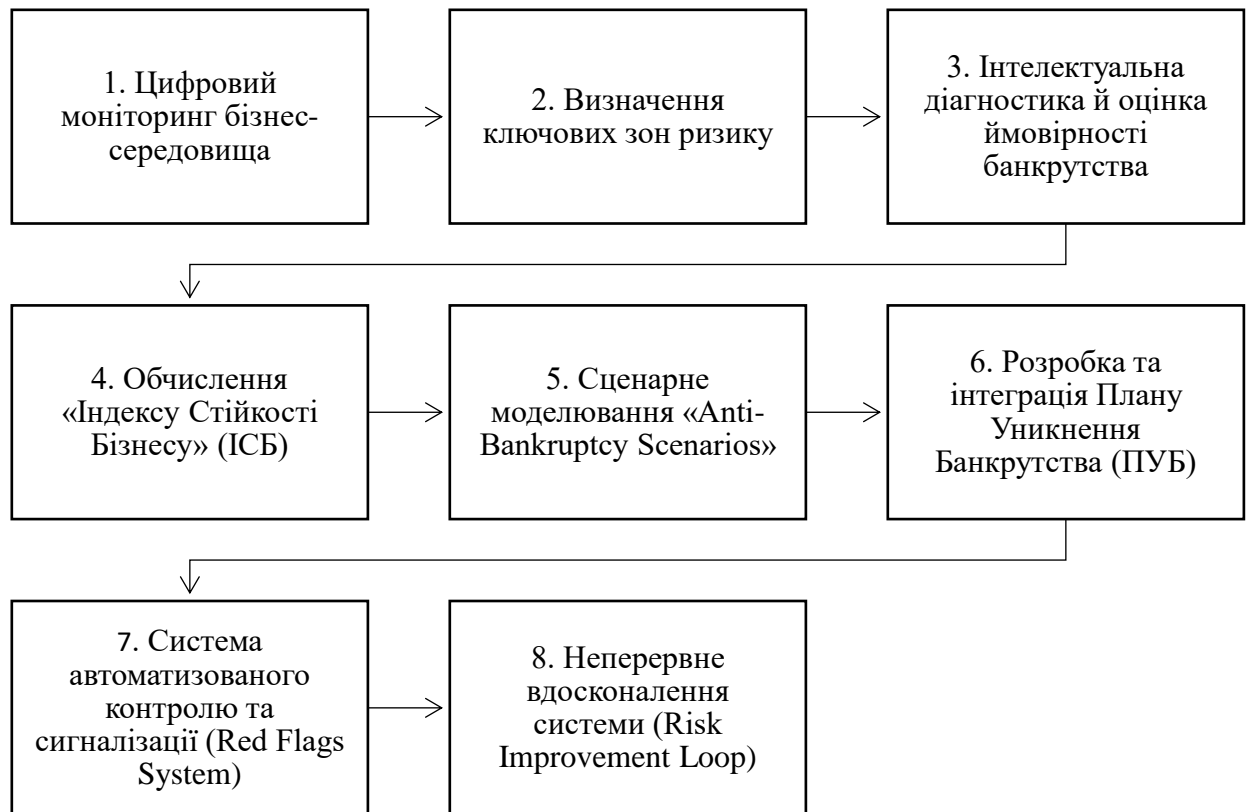 1. Цифровий
моніторинг бізнес-
середовища
2. Визначення
ключових зон ризику
3. Інтелектуальна
діагностика й оцінка
ймовірності
банкрутства
4. Обчислення
«Індексу Стійкості
Бізнесу» (ІСБ)
5. Сценарне
моделювання «Anti-
Bankruptcy Scenarios»
6. Розробка та
інтеграція Плану
Уникнення
Банкрутства (ПУБ)
7. Система
автоматизованого
контролю та
сигналізації (Red Flags
System)
8. Неперервне
вдосконалення
системи (Risk
Improvement Loop)